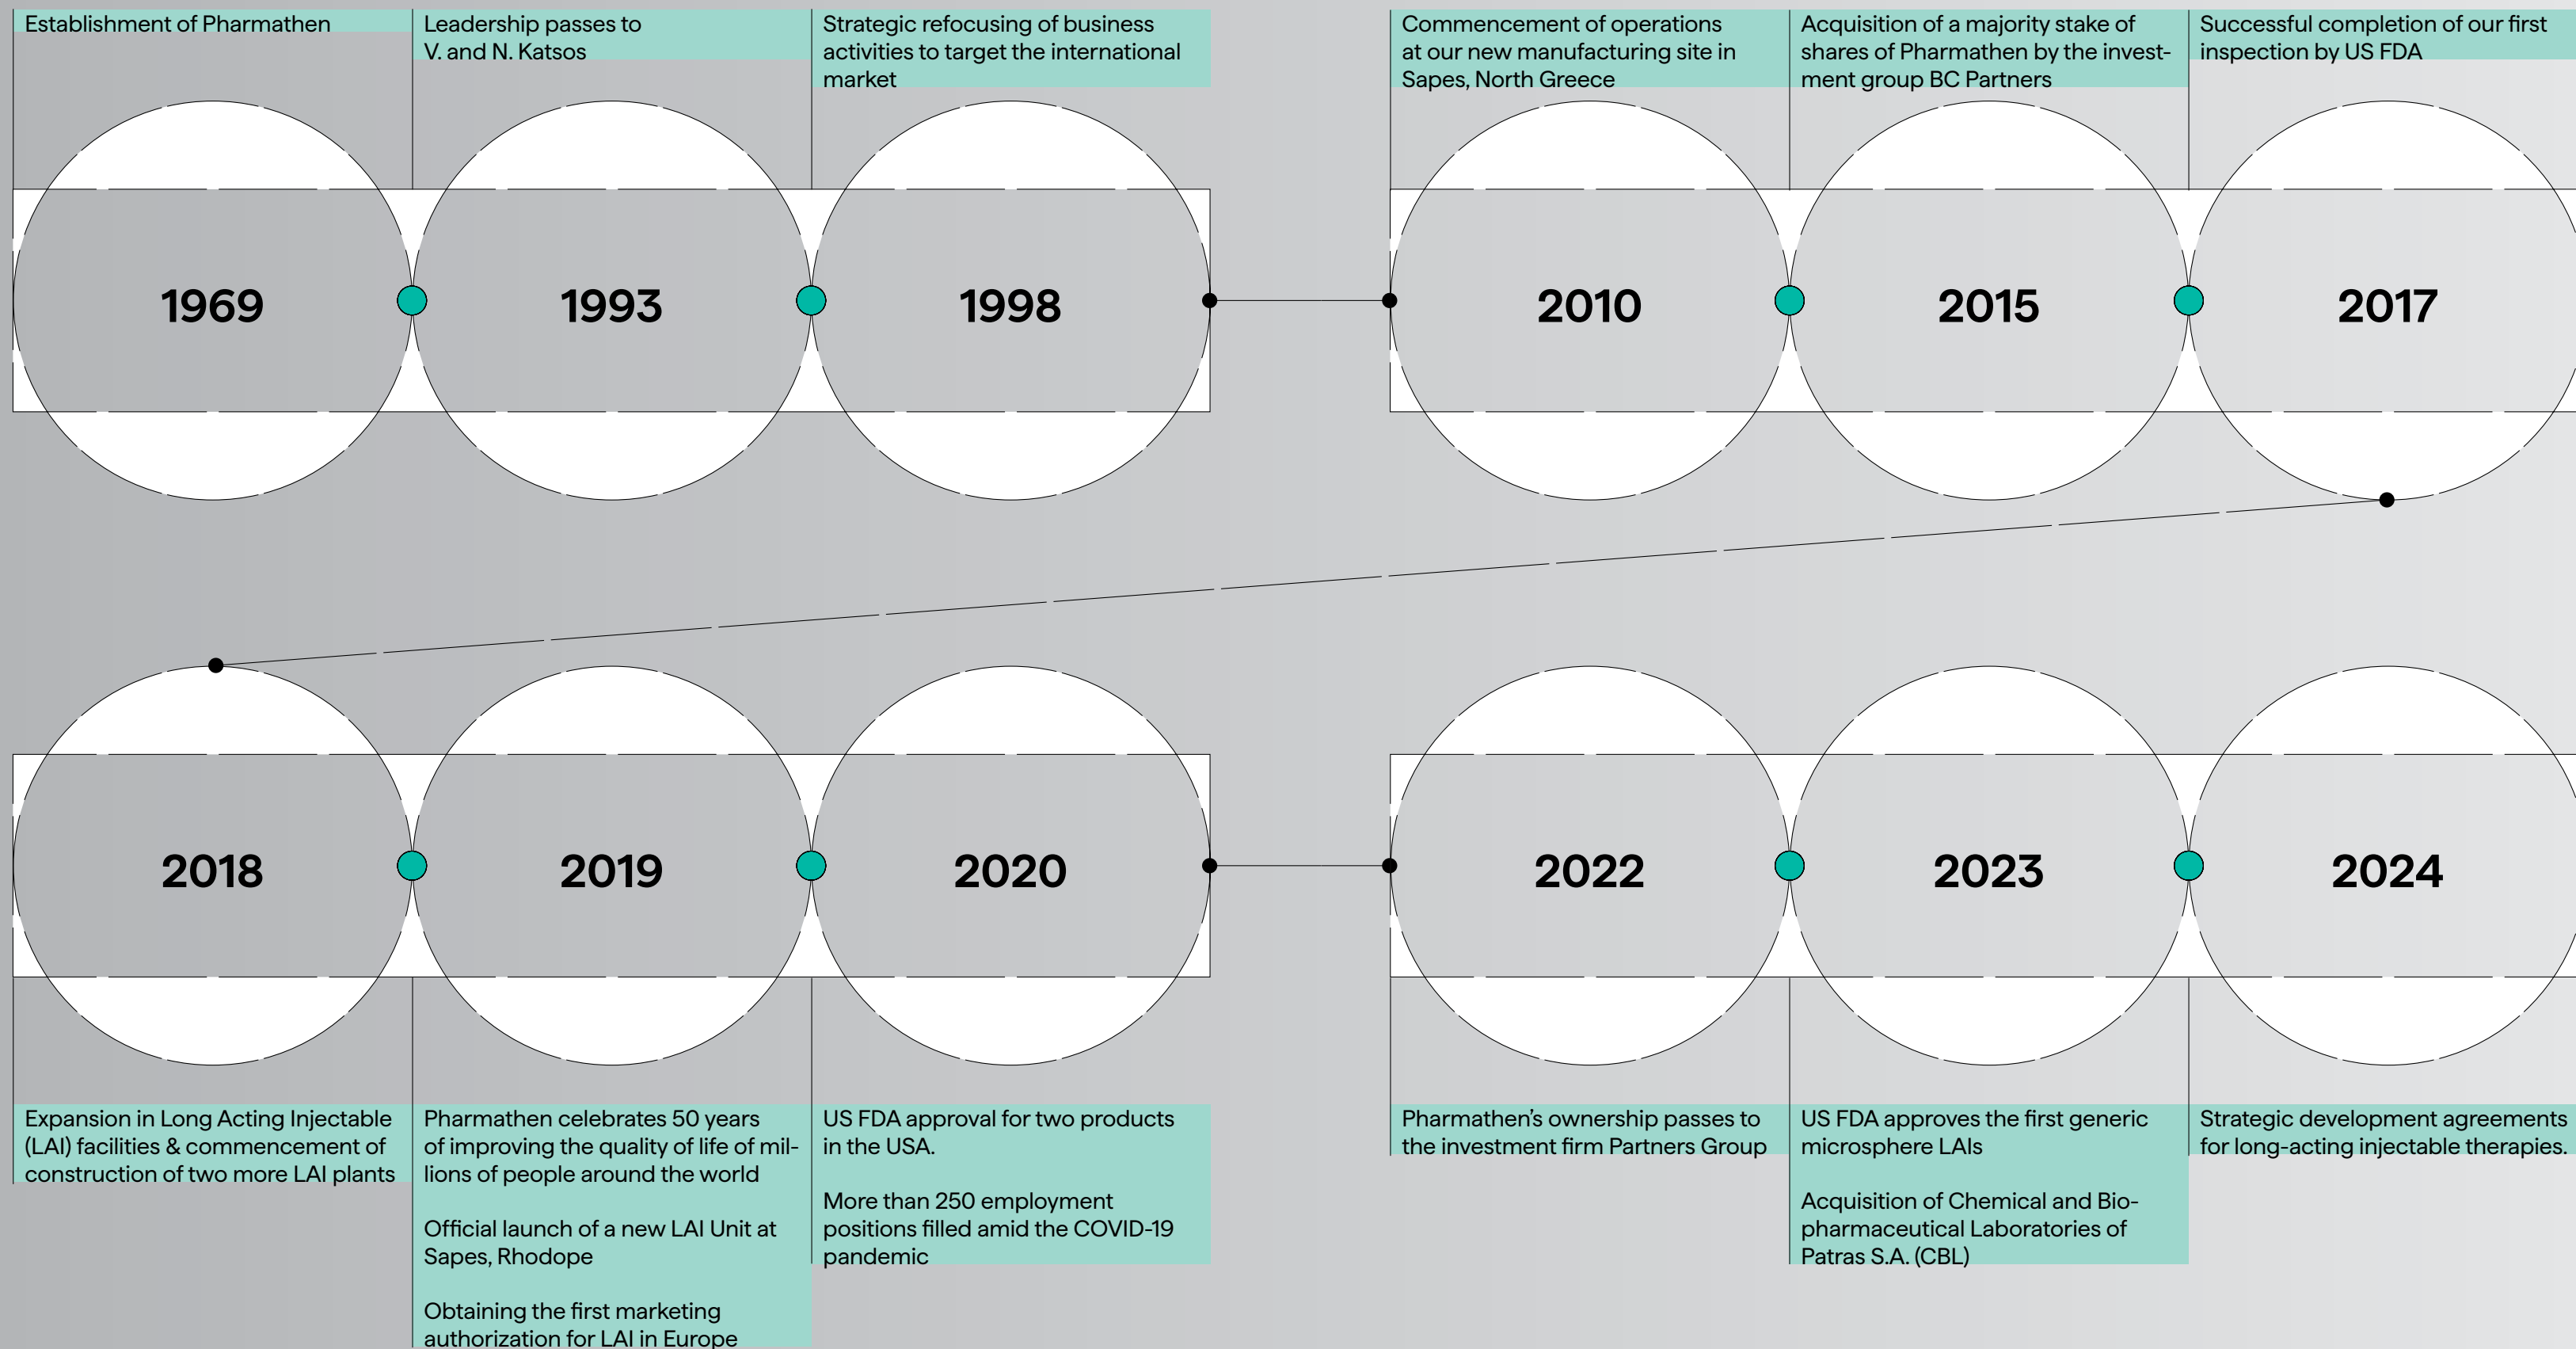 Establishment of Pharmathen
Leadership passes to
V. and N. Katsos
Strategic refocusing of business
activities to target the international
market
Commencement of operations
at our new manufacturing site in
Sapes, North Greece
Acquisition of a majority stake of
shares of Pharmathen by the invest-
ment group BC Partners
Successful completion of our first
inspection by US FDA
1969
1993
1998
2010
2015
2017
2018
2019
2020
2022
2023
2024
Expansion in Long Acting Injectable
(LAI) facilities & commencement of
construction of two more LAI plants
Pharmathen celebrates 50 years
of improving the quality of life of mil-
lions of people around the world
Official launch of a new LAI Unit at
Sapes, Rhodope
Obtaining the first marketing
authorization for LAI in Europe
US FDA approval for two products
in the USA.
More than 250 employment
positions filled amid the COVID-19
pandemic
Pharmathen’s ownership passes to
the investment firm Partners Group
US FDA approves the first generic
microsphere LAIs
Acquisition of Chemical and Bio-
pharmaceutical Laboratories of
Patras S.A. (CBL)
Strategic development agreements
for long-acting injectable therapies.